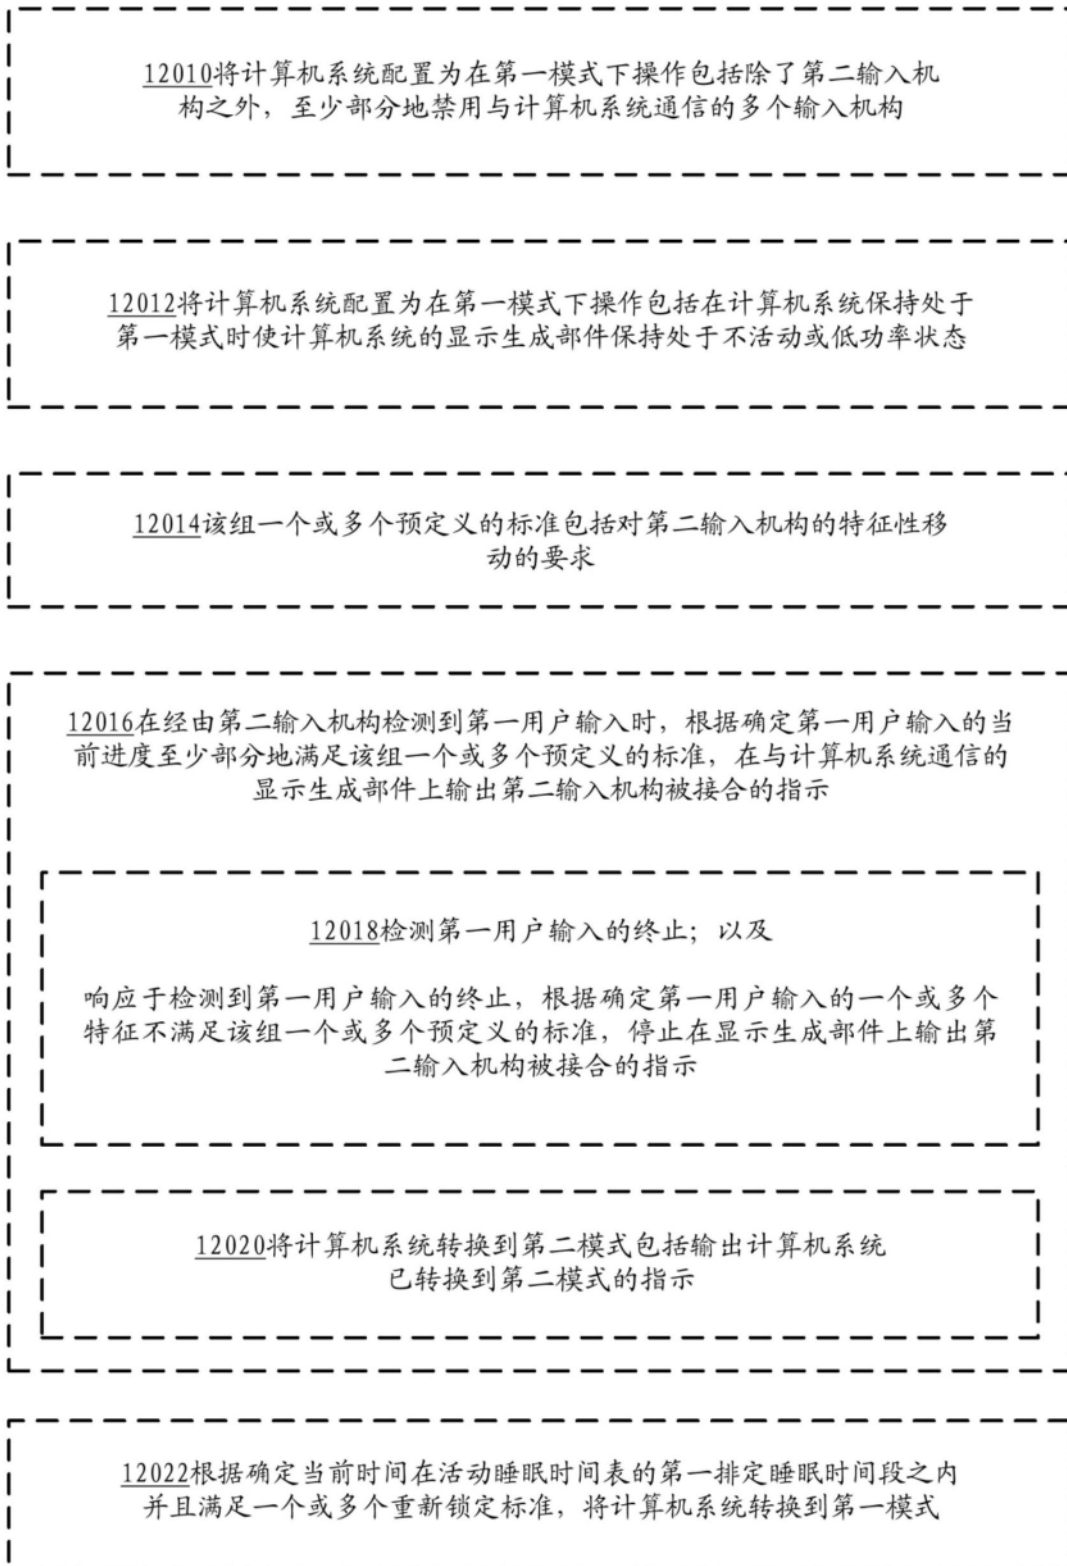 12010将计算机系统配置为在第一模式下操作包括除了第二输入机
构之外，至少部分地禁用与计算机系统通信的多个输入机构
12012将计算机系统配置为在第一模式下操作包括在计算机系统保持处于
第一模式时使计算机系统的显示生成部件保持处于不活动或低功率状态
12014该组一个或多个预定义的标准包括对第二输入机构的特征性移
动的要求
12016在经由第二输入机构检测到第一用户输入时，根据确定第一用户输入的当
前进度至少部分地满足该组一个或多个预定义的标准，在与计算机系统通信的
显示生成部件上输出第二输入机构被接合的指示
12018检测第一用户输入的终止；以及
响应于检测到第一用户输入的终止，根据确定第一用户输入的一个或多个
特征不满足该组一个或多个预定义的标准，停止在显示生成部件上输出第
二输入机构被接合的指示
12020将计算机系统转换到第二模式包括输出计算机系统
已转换到第二模式的指示
12022根据确定当前时间在活动睡眠时间表的第一排定睡眠时间段之内
并且满足一个或多个重新锁定标准，将计算机系统转换到第一模式